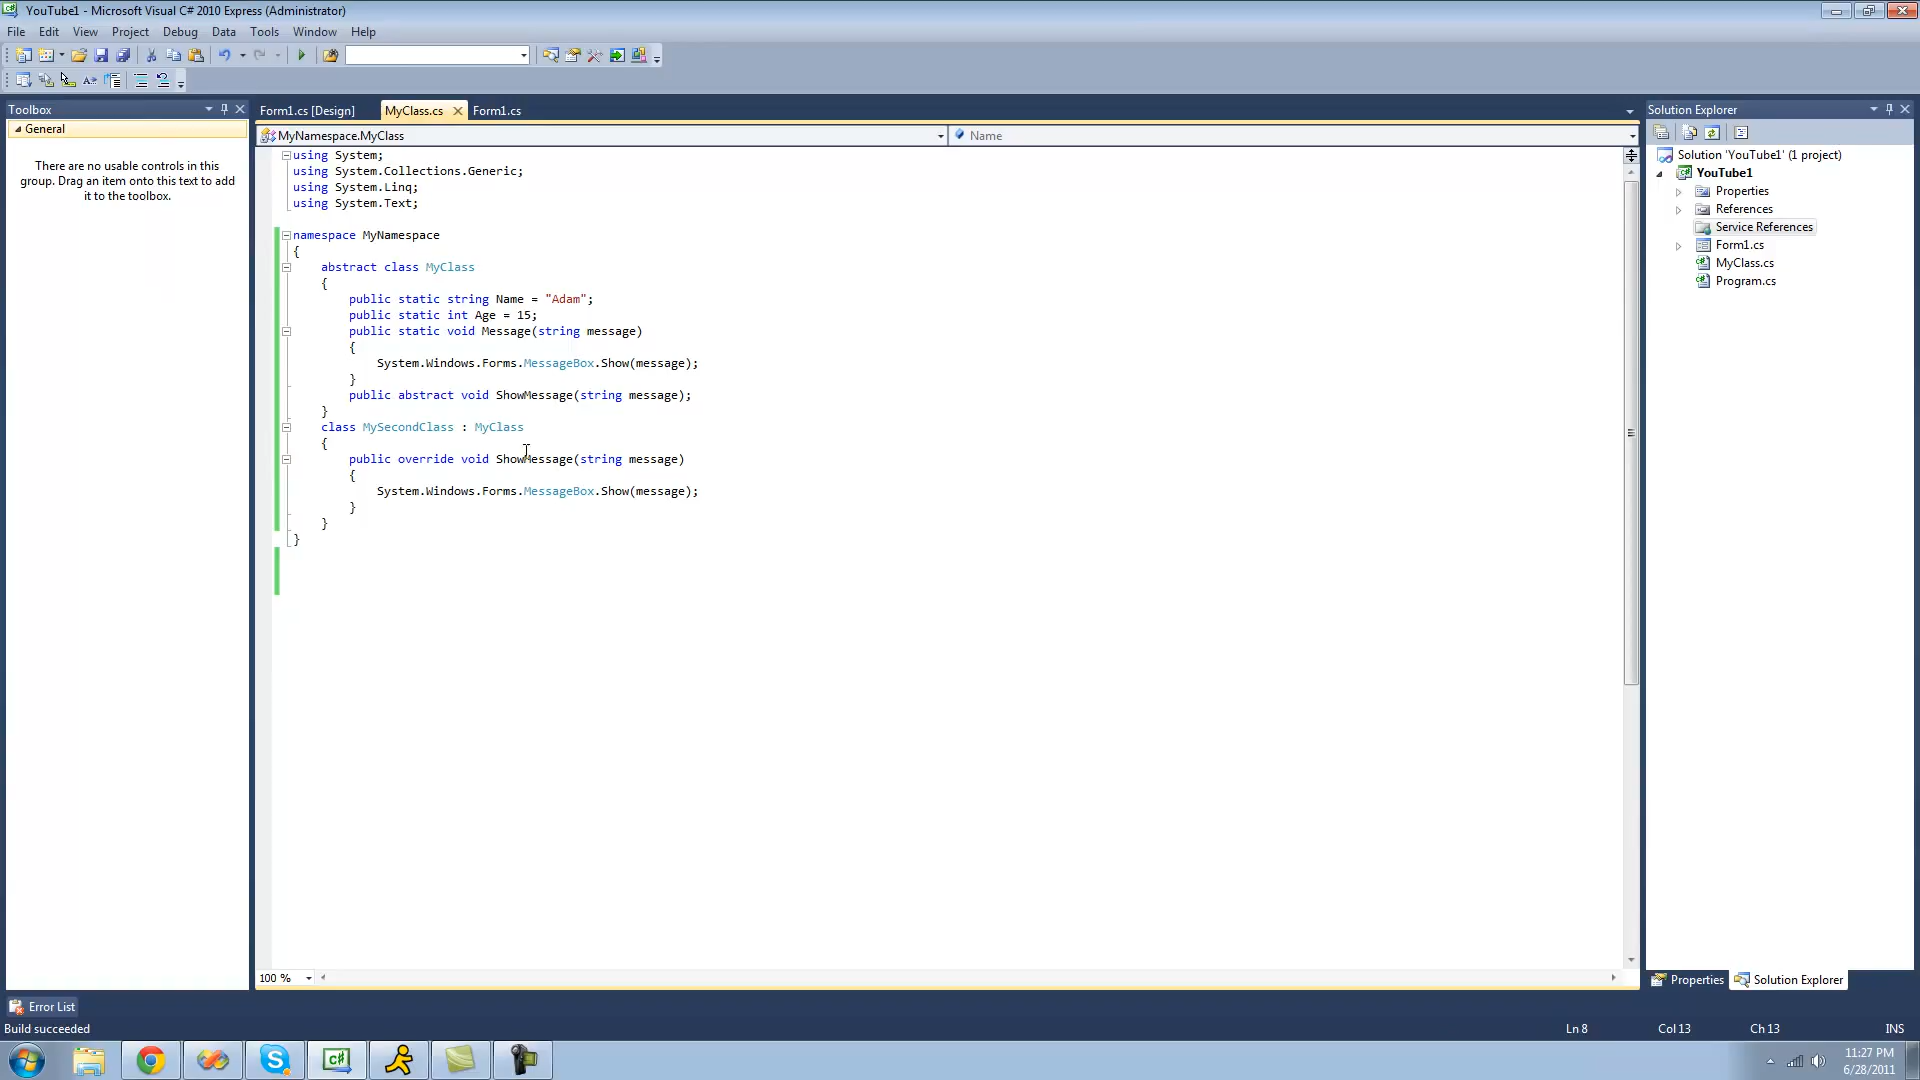 YouTube1 - Microsoft Visual C# 2010 Express (Administrator)
File Edit View Project Debug Data Tools Window Help
Toolbox
General
There are no usable controls in this
group. Drag an item onto this text to add
it to the toolbox.
Form1.cs [Design] MyClass.cs Form1.cs
MyNamespace.MyClass Name
using System;
using System.Collections.Generic;
using System.Linq;
using System.Text;
namespace MyNamespace
{
abstract class MyClass
{
public static string Name = "Adam";
public static int Age = 15;
public static void Message(string message)
{
System.Windows.Forms.MessageBox.Show(message);
}
public abstract void ShowMessage(string message);
}
class MySecondClass : MyClass
{
public override void ShowMessage(string message)
{
System.Windows.Forms.MessageBox.Show(message);
}
}
}
100 %
Solution Explorer
Solution 'YouTube1' (1 project)
YouTube1
Properties
References
Service References
Form1.cs
MyClass.cs
Program.cs
Properties Solution Explorer
Error List
Build succeeded Ln 8 Col 13 Ch 13 INS
11:27 PM
6/28/2011